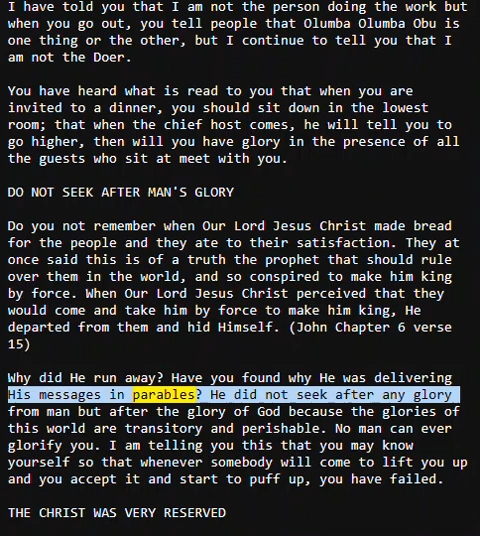 I have told you that I am not the person doing the work but
when you go out, you tell people that Olumba Olumba Obu is
one thing or the other, but I continue to tell you that I
am not the Doer.
You have heard what is read to you that when you are
invited to a dinner, you should sit down in the lowest
room; that when the chief host comes, he will tell you to
go higher, then will you have glory in the presence of all
the guests who sit at meet with you.
DO NOT SEEK AFTER MAN'S GLORY
Do you not remember when Our Lord Jesus Christ made bread
for the people and they ate to their satisfaction. They at
once said this is of a truth the prophet that should rule
over them in the world, and so conspired to make him king
by force. When Our Lord Jesus Christ perceived that they
would come and take him by force to make him king, He
departed from them and hid Himself. (John Chapter 6 verse
15)
Why did He run away? Have you found why He was delivering
His messages in parables? He did not seek after any glory
from man but after the glory of God because the glories of
this world are transitory and perishable. No man can ever
glorify you. I am telling you this that you may know
yourself so that whenever somebody will come to lift you up
and you accept it and start to puff up, you have failed.
THE CHRIST WAS VERY RESERVED